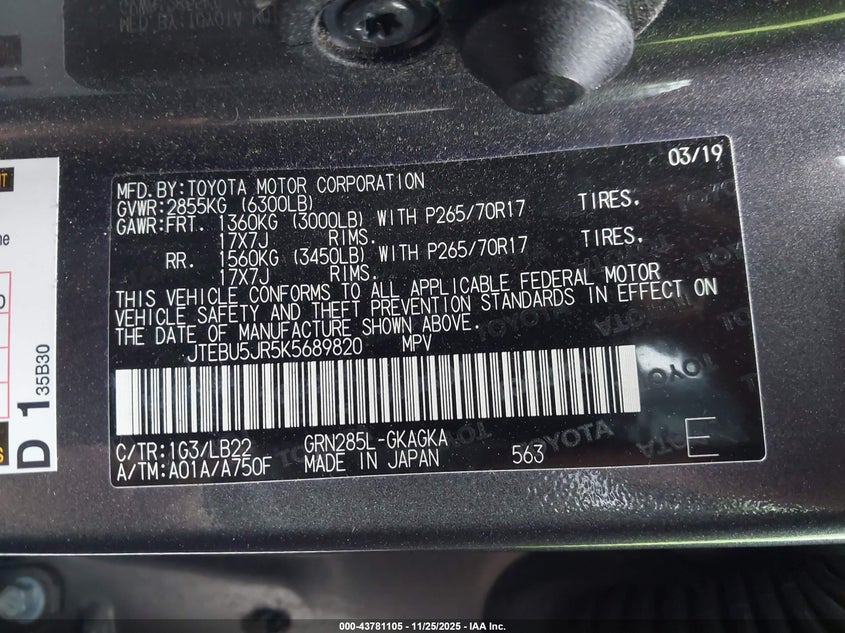 MFD.BY:TOYOTA MOTOR CORPORATION 03/19
GVWR:2855KG (6300LB)
GAWR:FRT. 1360KG (3000LB) WITH P265/70R17 TIRES.
17X7J RIMS.
RR. 1560KG (3450LB) WITH P265/70R17 TIRES,
17X7J RIMS.
THIS VEHICLE CONFORMS TO ALL APPLICABLE FEDERAL MOTOR
VEHICLE SAFETY AND THEFT PREVENTION STANDARDS IN EFFECT ON
THE DATE OF MANUFACTURE SHOWN ABOVE.
JTEBU5JR5K5689820 MPV
C/TR:1G3/LB22 GRN285L-GKAGKA
A/TM:A01A/A750F MADE IN JAPAN 563 E
D 1 35B30
TOYOTA
000-43781105 - 11/25/2025 - IAA Inc.